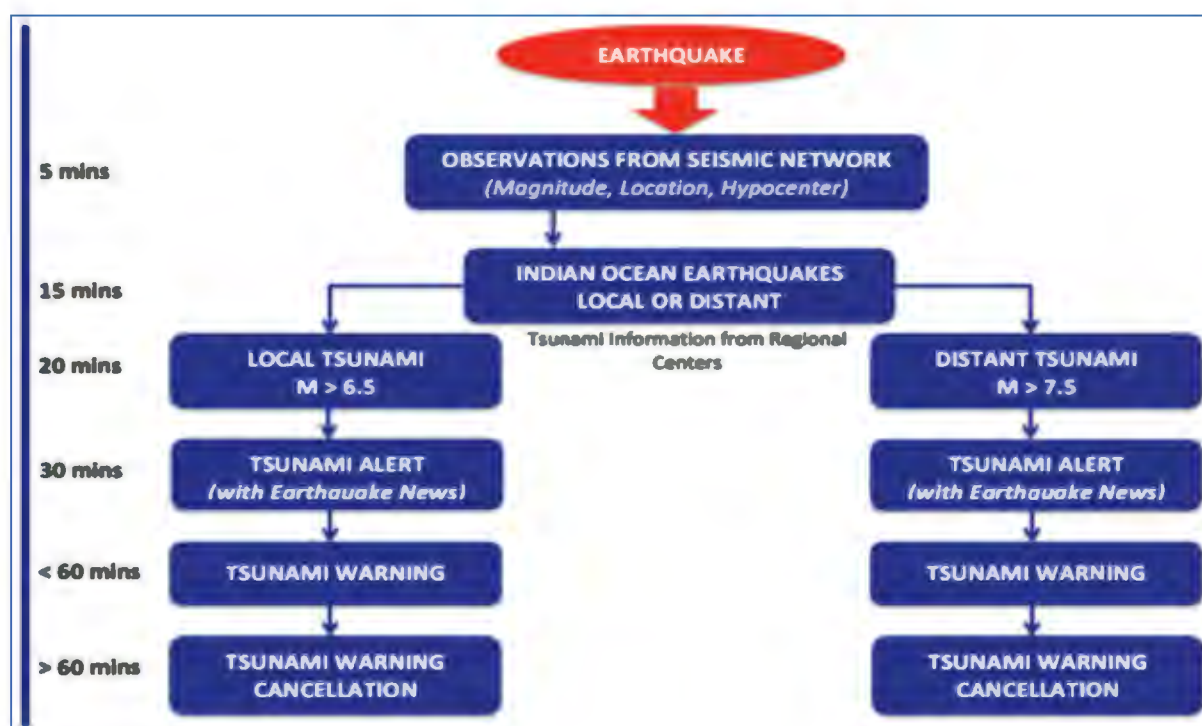 EARTHQUAKE
5 mins
OBSERVATIONS FROM SEISMIC NETWORK
(Magnitude, Location, Hypocenter)
15 mins
INDIAN OCEAN EARTHQUAKES
LOCAL OR DISTANT
Tsunami Information from Regional
Centers
20 mins
LOCAL TSUNAMI
M > 6.5
DISTANT TSUNAMI
M > 7.5
30 mins
TSUNAMI ALERT
(with Earthauake News)
TSUNAMI ALERT
(with Earthauake News)
< 60 mins
TSUNAMI WARNING
TSUNAMI WARNING
> 60 mins
TSUNAMI WARNING
CANCELLATION
TSUNAMI WARNING
CANCELLATION